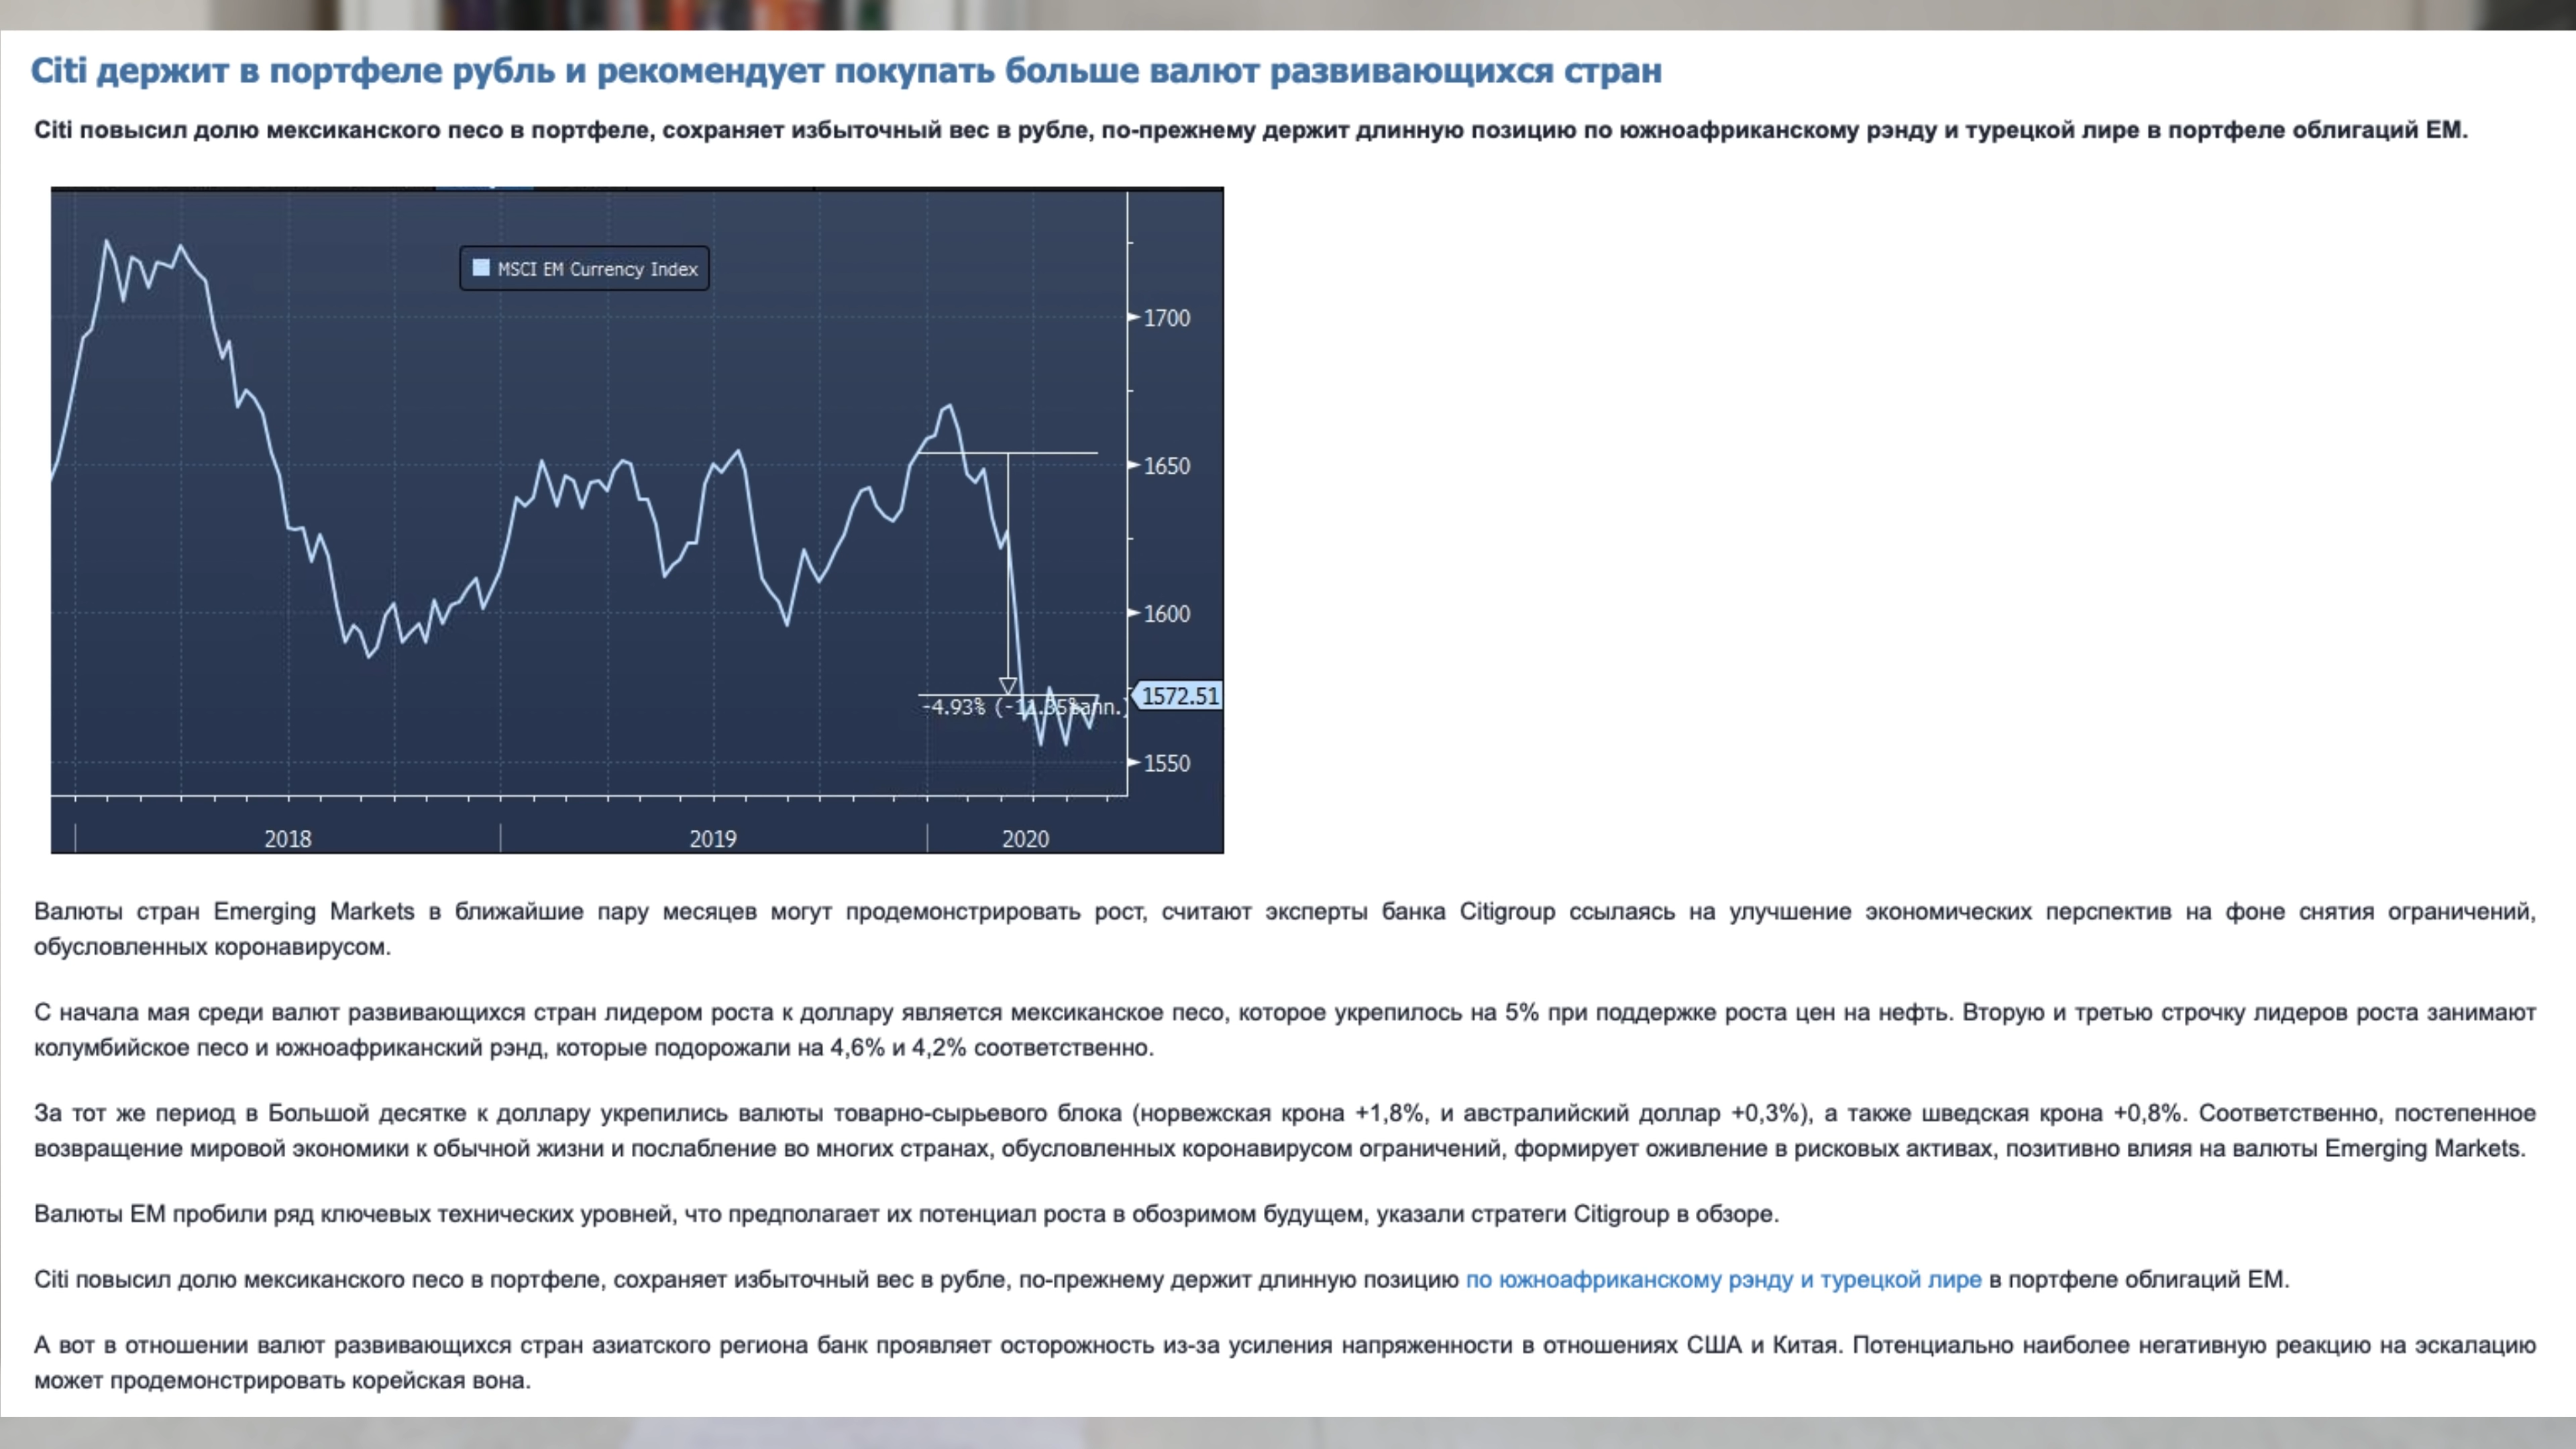 Citi держит в портфеле рубль и рекомендует покупать больше валют развивающихся стран
Citi повысил долю мексиканского песо в портфеле, сохраняет избыточный вес в рубле, по-прежнему держит длинную позицию по южноафриканскому рэнду и турецкой лире в портфеле облигаций EM.
MSCI EM Currency Index
1700
1650
1600
1572.51
-4.93% (-11.35% ann.)
1550
2018 2019 2020
Валюты стран Emerging Markets в ближайшие пару месяцев могут продемонстрировать рост, считают эксперты банка Citigroup ссылаясь на улучшение экономических перспектив на фоне снятия ограничений,
обусловленных коронавирусом.
С начала мая среди валют развивающихся стран лидером роста к доллару является мексиканское песо, которое укрепилось на 5% при поддержке роста цен на нефть. Вторую и третью строчку лидеров роста занимают
колумбийское песо и южноафриканский рэнд, которые подорожали на 4,6% и 4,2% соответственно.
За тот же период в Большой десятке к доллару укрепились валюты товарно-сырьевого блока (норвежская крона +1,8%, и австралийский доллар +0,3%), а также шведская крона +0,8%. Соответственно, постепенное
возвращение мировой экономики к обычной жизни и послабление во многих странах, обусловленных коронавирусом ограничений, формирует оживление в рисковых активах, позитивно влияя на валюты Emerging Markets.
Валюты EM пробили ряд ключевых технических уровней, что предполагает их потенциал роста в обозримом будущем, указали стратеги Citigroup в обзоре.
Citi повысил долю мексиканского песо в портфеле, сохраняет избыточный вес в рубле, по-прежнему держит длинную позицию по южноафриканскому рэнду и турецкой лире в портфеле облигаций EM.
А вот в отношении валют развивающихся стран азиатского региона банк проявляет осторожность из-за усиления напряженности в отношениях США и Китая. Потенциально наиболее негативную реакцию на эскалацию
может продемонстрировать корейская вона.